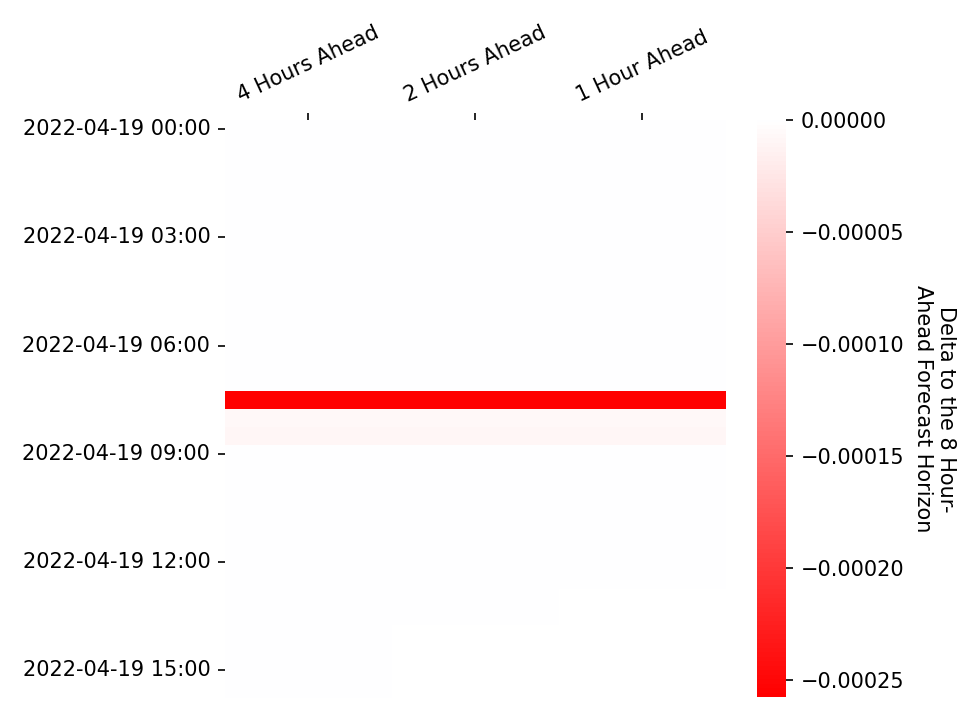 4 Hours Ahead
2 Hours Ahead
1 Hour Ahead
2022-04-19 00:00
2022-04-19 03:00
2022-04-19 06:00
2022-04-19 09:00
2022-04-19 12:00
2022-04-19 15:00
0.00000
−0.00005
−0.00010
−0.00015
−0.00020
−0.00025
Delta to the 8 Hour-
Ahead Forecast Horizon